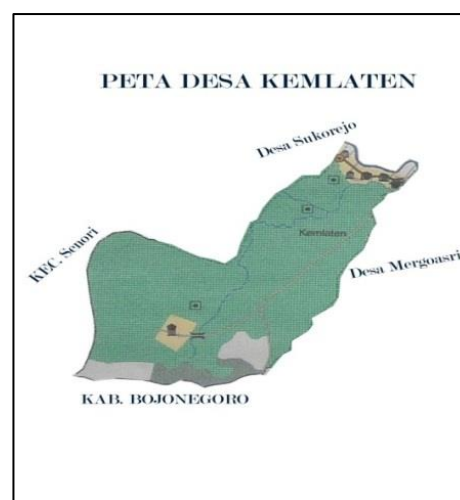 PETA DESA KEMLATEN
Desa Sukorejo
Kemlaten
KEC. Senori
Desa Mergoasri
KAB. BOJONEGORO